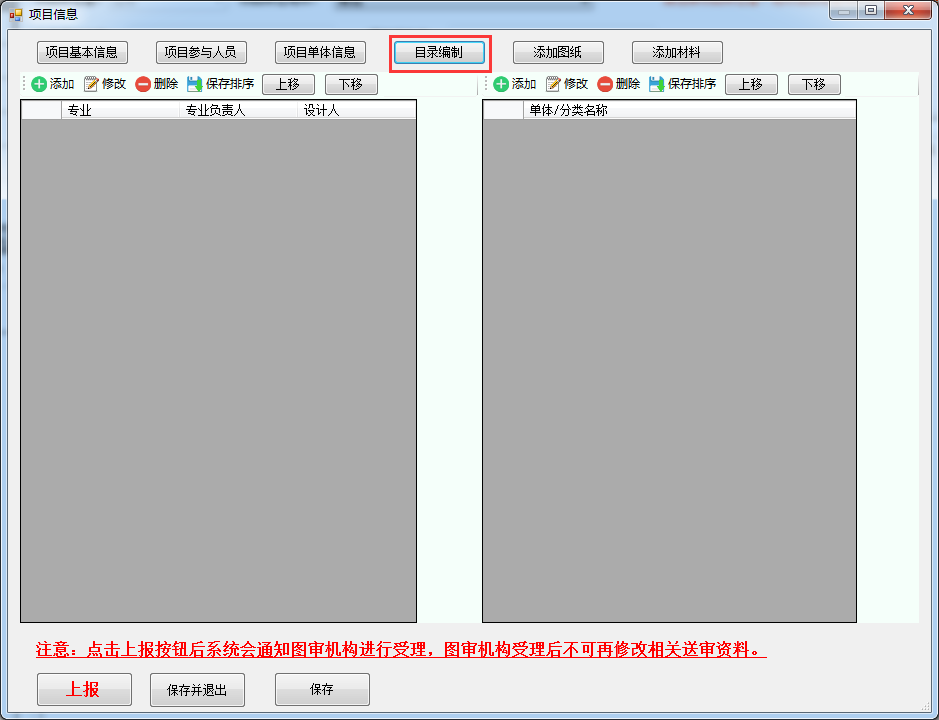 项目信息
项目基本信息 项目参与人员 项目单体信息 目录编制 添加图纸 添加材料
添加 修改 删除 保存排序 上移 下移 添加 修改 删除 保存排序 上移 下移
专业 专业负责人 设计人 单体/分类名称
注意：点击上报按钮后系统会通知图审机构进行受理，图审机构受理后不可再修改相关送审资料。
上报 保存并退出 保存